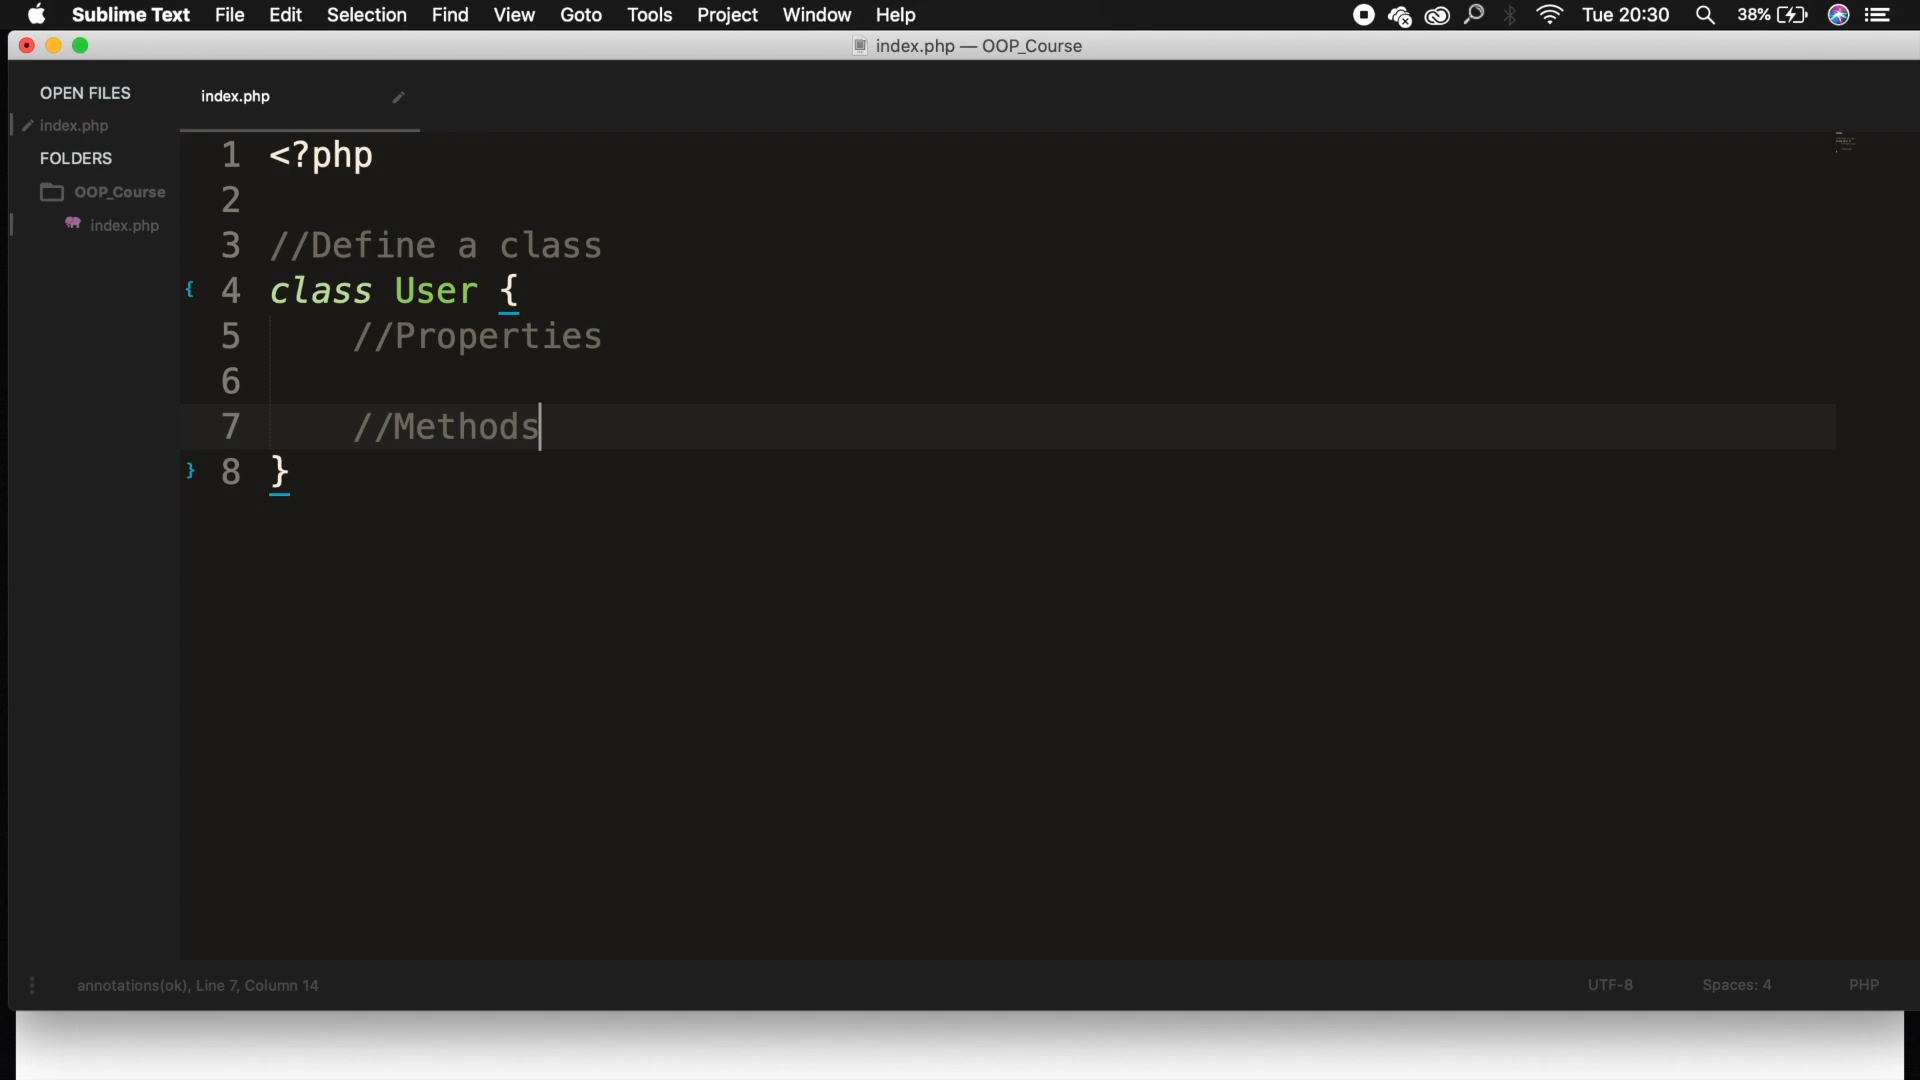 Sublime Text File Edit Selection Find View Goto Tools Project Window Help Tue 20:30 38%
index.php — OOP_Course
OPEN FILES
index.php
FOLDERS
OOP_Course
index.php
index.php
1 <?php
2
3 //Define a class
{ 4 class User {
5 //Properties
6
7 //Methods
} 8 }
annotations(ok), Line 7, Column 14 UTF-8 Spaces: 4 PHP